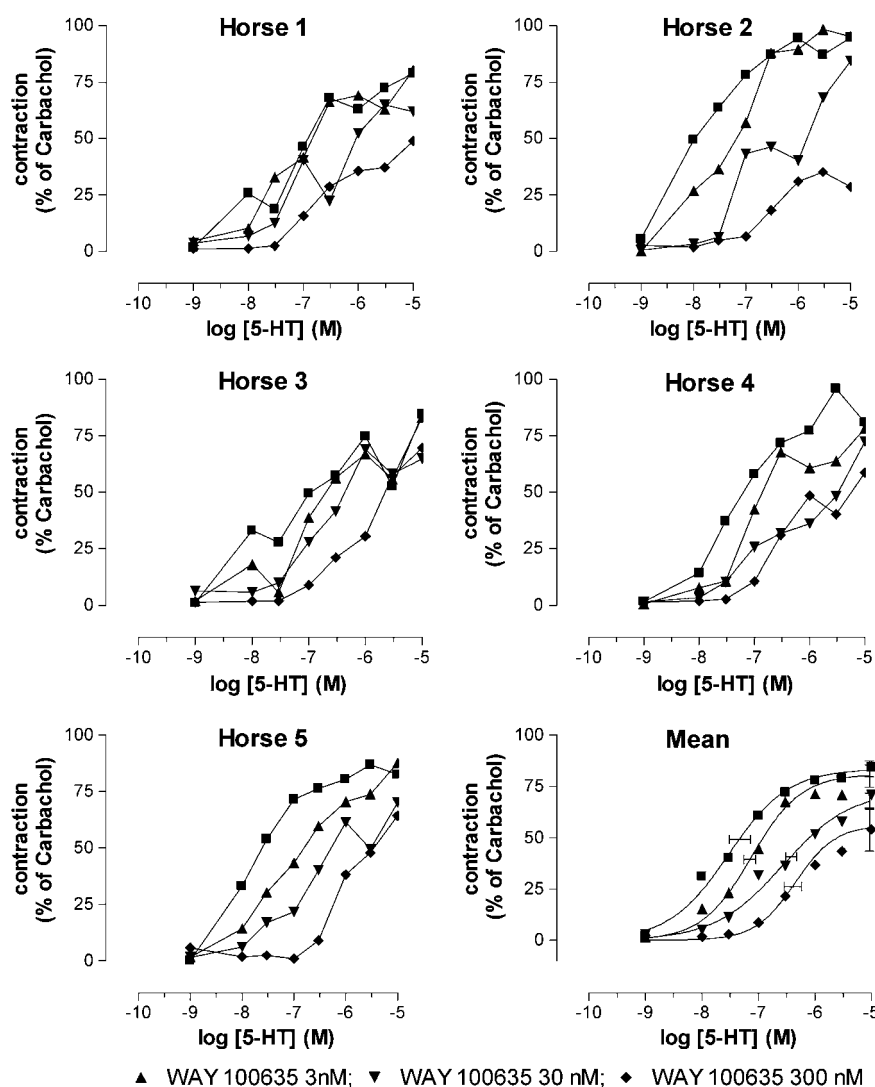 Horse 1
contraction
(% of Carbachol)
100
75
50
25
0
-10 -9 -8 -7 -6 -5
log [5-HT] (M)
Horse 2
contraction
(% of Carbachol)
100
75
50
25
0
-10 -9 -8 -7 -6 -5
log [5-HT] (M)
Horse 3
contraction
(% Carbachol)
100
75
50
25
0
-10 -9 -8 -7 -6 -5
log [5-HT] (M)
Horse 4
contraction
(% of Carbachol)
100
75
50
25
0
-10 -9 -8 -7 -6 -5
log [5-HT] (M)
Horse 5
contraction
(% of Carbachol)
100
75
50
25
0
-10 -9 -8 -7 -6 -5
log [5-HT] (M)
Mean
contraction
(% of Carbachol)
100
75
50
25
0
-10 -9 -8 -7 -6 -5
log [5-HT] (M)
▲ WAY 100635 3nM; ▼ WAY 100635 30 nM; ◆ WAY 100635 300 nM